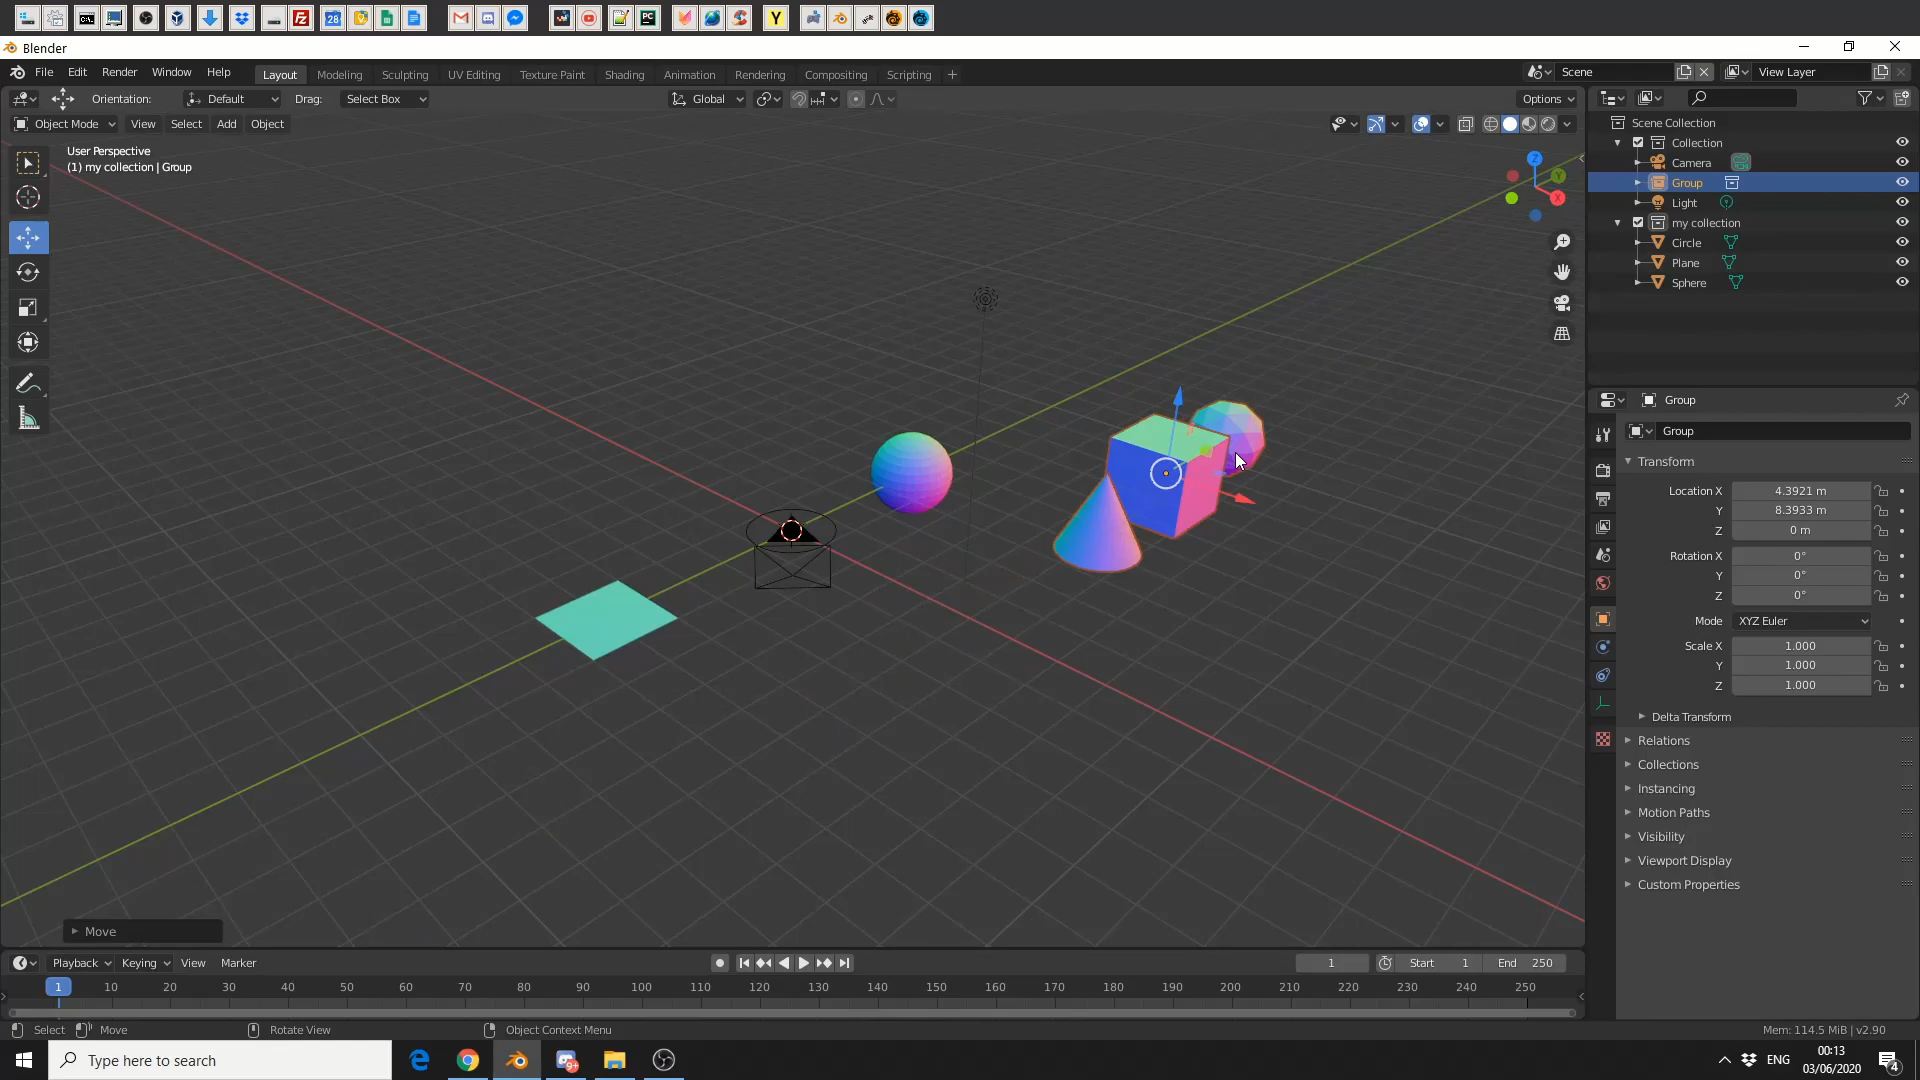 28
Y
Blender
File Edit Render Window Help Layout Modeling Sculpting UV Editing Texture Paint Shading Animation Rendering Compositing Scripting + Scene View Layer
Orientation: Default Drag: Select Box Global Options
Object Mode View Select Add Object
User Perspective
(1) my collection | Group
Z
Y
X
Scene Collection
Collection
Camera
Group
Light
my collection
Circle
Plane
Sphere
Group
Group
Transform
Location X 4.3921 m
Y 8.3933 m
Z 0 m
Rotation X 0°
Y 0°
Z 0°
Mode XYZ Euler
Scale X 1.000
Y 1.000
Z 1.000
Delta Transform
Relations
Collections
Instancing
Motion Paths
Visibility
Viewport Display
Custom Properties
Move
Playback Keying View Marker 1 Start 1 End 250
1 10 20 30 40 50 60 70 80 90 100 110 120 130 140 150 160 170 180 190 200 210 220 230 240 250
Select Move Rotate View Object Context Menu Mem: 114.5 MiB | v2.90
Type here to search
9+
ENG
00:13
03/06/2020
4